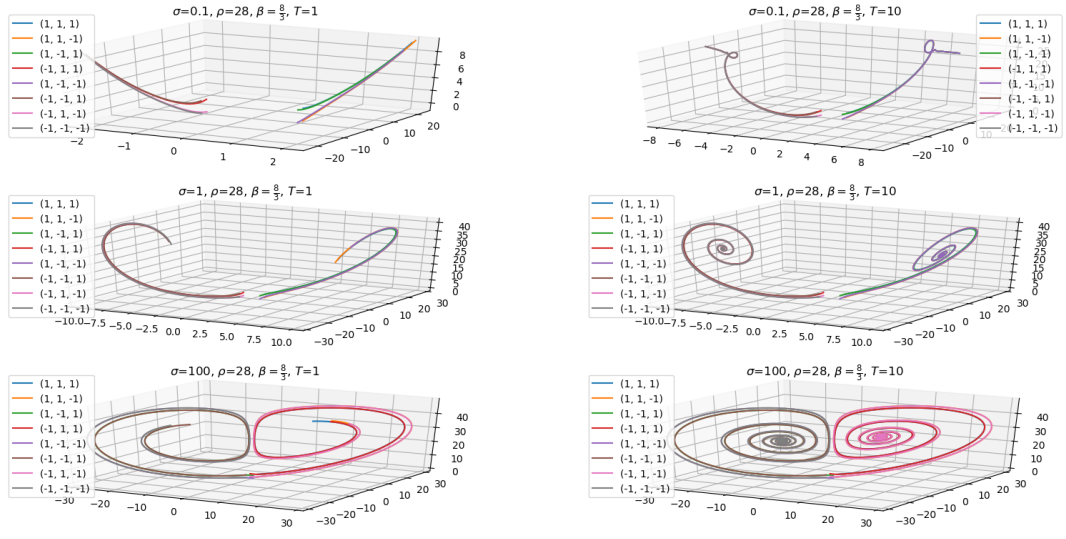 σ=0.1, ρ=28, β = 8/3, T=1
(1, 1, 1)
(1, 1, -1)
(1, -1, 1)
(-1, 1, 1)
(1, -1, -1)
(-1, -1, 1)
(-1, 1, -1)
(-1, -1, -1)
−2
−1
0
1
2
−20
−10
0
10
20
0
2
4
6
8
σ=0.1, ρ=28, β = 8/3, T=10
(1, 1, 1)
(1, 1, -1)
(1, -1, 1)
(-1, 1, 1)
(1, -1, -1)
(-1, -1, 1)
(-1, 1, -1)
(-1, -1, -1)
−8
−6
−4
−2
0
2
4
6
8
−20
−10
0
10
σ=1, ρ=28, β = 8/3, T=1
(1, 1, 1)
(1, 1, -1)
(1, -1, 1)
(-1, 1, 1)
(1, -1, -1)
(-1, -1, 1)
(-1, 1, -1)
(-1, -1, -1)
−10.0
−7.5
−5.0
−2.5
0.0
2.5
5.0
7.5
10.0
−30
−20
−10
0
10
20
30
0
5
10
15
20
25
30
35
40
σ=1, ρ=28, β = 8/3, T=10
(1, 1, 1)
(1, 1, -1)
(1, -1, 1)
(-1, 1, 1)
(1, -1, -1)
(-1, -1, 1)
(-1, 1, -1)
(-1, -1, -1)
−10.0
−7.5
−5.0
−2.5
0.0
2.5
5.0
7.5
10.0
−30
−20
−10
0
10
20
30
0
5
10
15
20
25
30
35
40
σ=100, ρ=28, β = 8/3, T=1
(1, 1, 1)
(1, 1, -1)
(1, -1, 1)
(-1, 1, 1)
(1, -1, -1)
(-1, -1, 1)
(-1, 1, -1)
(-1, -1, -1)
−30
−20
−10
0
10
20
30
−30
−20
−10
0
10
20
30
0
10
20
30
40
σ=100, ρ=28, β = 8/3, T=10
(1, 1, 1)
(1, 1, -1)
(1, -1, 1)
(-1, 1, 1)
(1, -1, -1)
(-1, -1, 1)
(-1, 1, -1)
(-1, -1, -1)
−30
−20
−10
0
10
20
30
−30
−20
−10
0
10
20
30
0
10
20
30
40